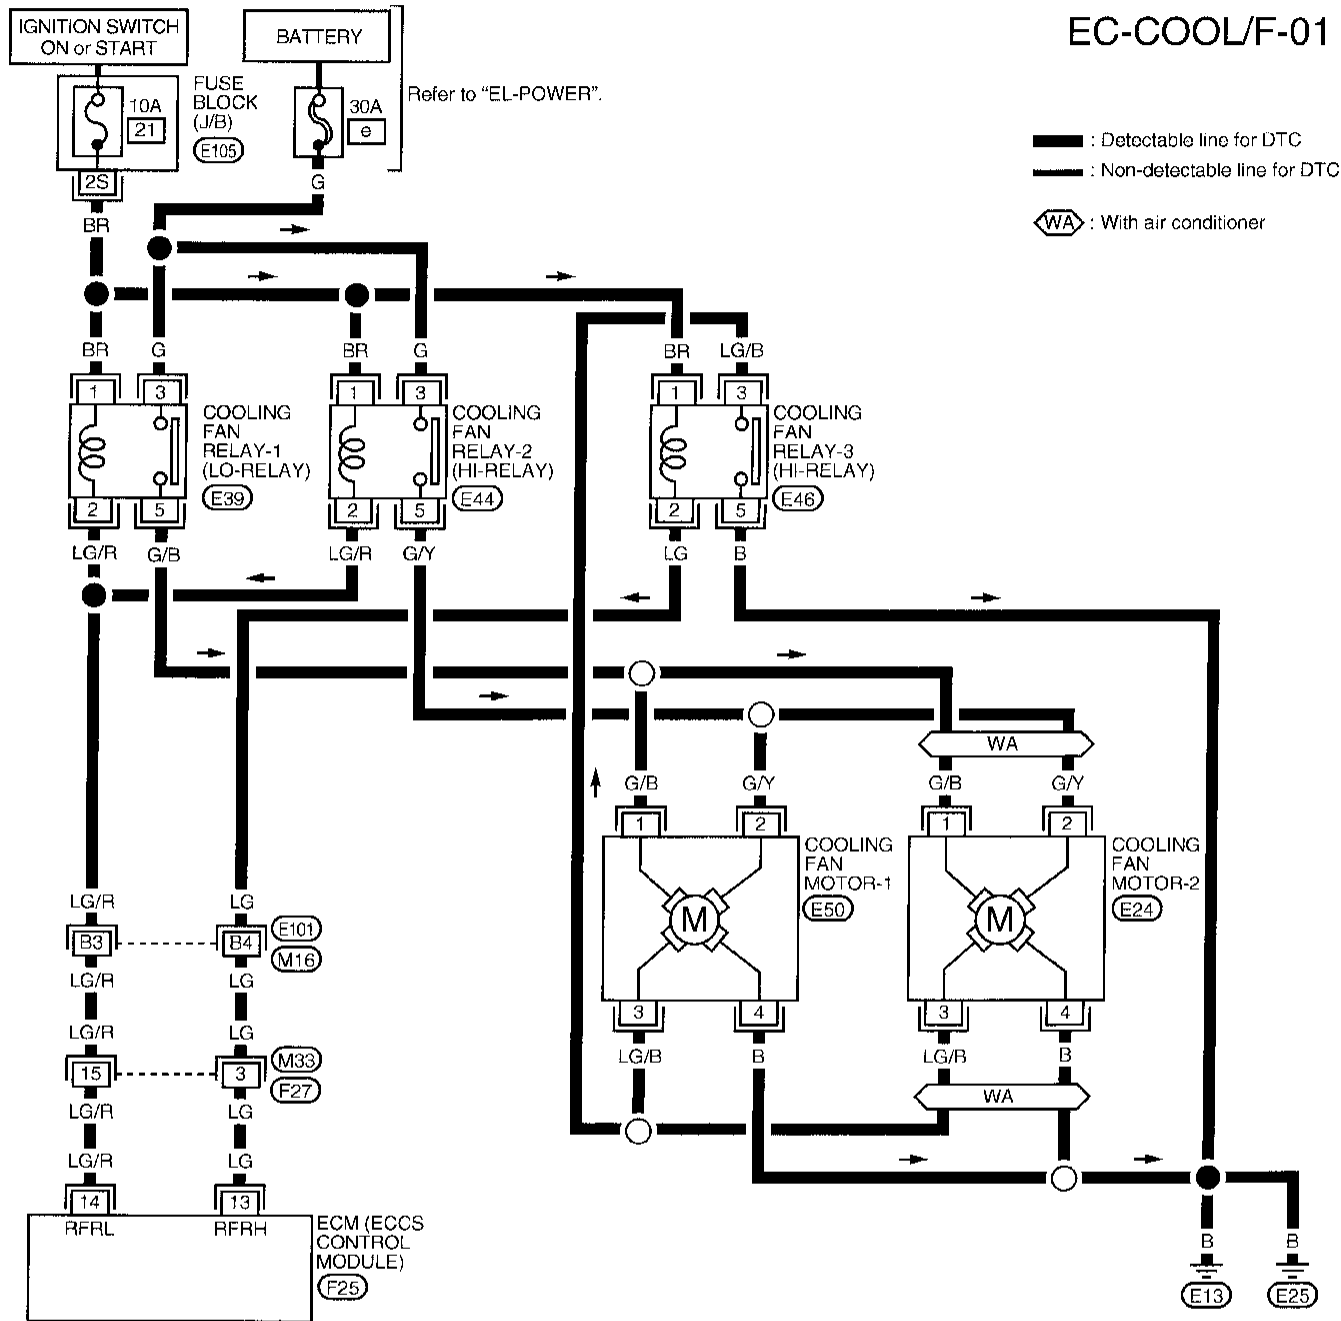 EC-COOL/F-01
IGNITION SWITCH
ON or START
BATTERY
FUSE
BLOCK
(J/B)
E105
10A
21
30A
e
Refer to "EL-POWER".
: Detectable line for DTC
: Non-detectable line for DTC
WA : With air conditioner
2S
G
BR
BR G BR G BR LG/B
1 3 1 3 1 3
COOLING
FAN
RELAY-1
(LO-RELAY)
E39
COOLING
FAN
RELAY-2
(HI-RELAY)
E44
COOLING
FAN
RELAY-3
(HI-RELAY)
E46
2 5 2 5 2 5
LG/R G/B LG/R G/Y LG B
WA
G/B G/Y G/B G/Y
1 2 1 2
COOLING
FAN
MOTOR-1
E50
COOLING
FAN
MOTOR-2
E24
M M
3 4 3 4
LG/B B LG/B B
WA
LG/R LG
B3 B4
E101
M16
LG/R LG
LG/R LG
15 3
M33
F27
LG/R LG
LG/R LG
14 13
RFRL RFRH
ECM (ECCS
CONTROL
MODULE)
F25
B B
E13 E25